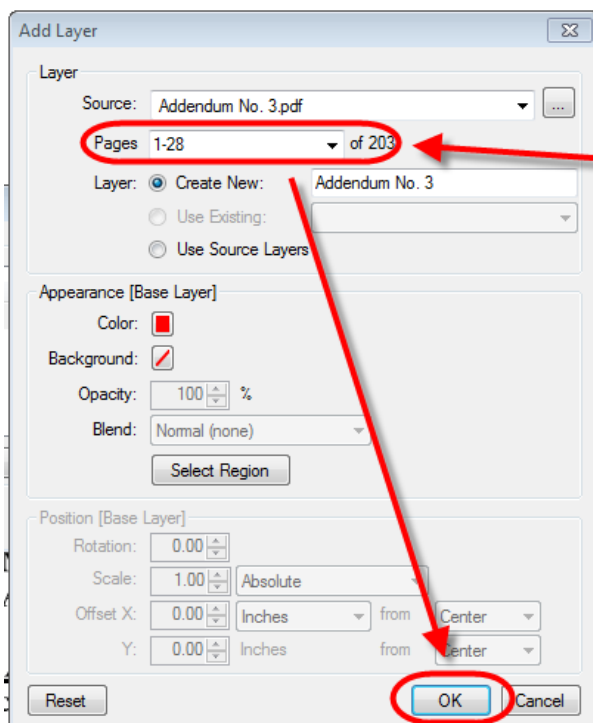 Add Layer
Layer
Source: Addendum No. 3.pdf ...
Pages 1-28 of 203
Layer: Create New: Addendum No. 3
Use Existing:
Use Source Layers
Appearance [Base Layer]
Color:
Background:
Opacity: 100 %
Blend: Normal (none)
Select Region
Position [Base Layer]
Rotation: 0.00
Scale: 1.00 Absolute
Offset X: 0.00 Inches from Center
Y: 0.00 Inches from Center
Reset OK Cancel